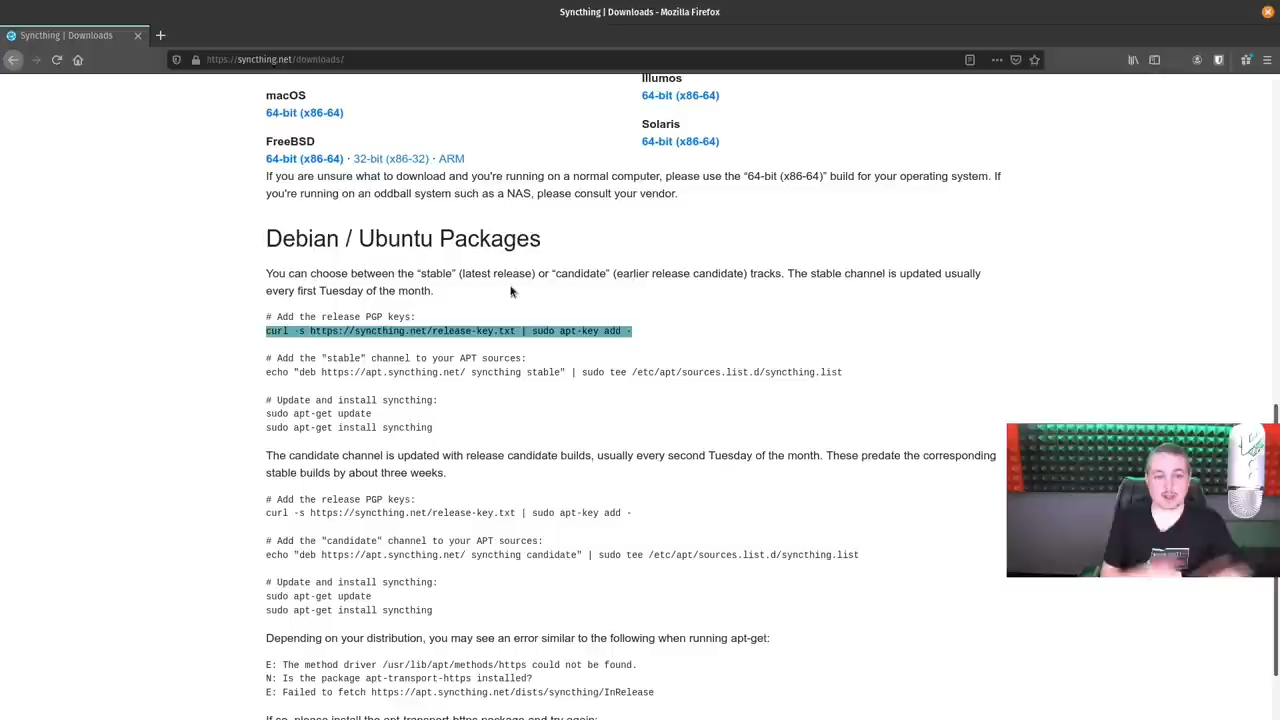 Syncthing | Downloads - Mozilla Firefox
Syncthing | Downloads
https://syncthing.net/downloads/
Illumos
64-bit (x86-64)
macOS
64-bit (x86-64)
Solaris
64-bit (x86-64)
FreeBSD
64-bit (x86-64) · 32-bit (x86-32) · ARM
If you are unsure what to download and you're running on a normal computer, please use the “64-bit (x86-64)” build for your operating system. If
you're running on an oddball system such as a NAS, please consult your vendor.
Debian / Ubuntu Packages
You can choose between the “stable” (latest release) or “candidate” (earlier release candidate) tracks. The stable channel is updated usually
every first Tuesday of the month.
# Add the release PGP keys:
curl -s https://syncthing.net/release-key.txt | sudo apt-key add -
# Add the "stable" channel to your APT sources:
echo "deb https://apt.syncthing.net/ syncthing stable" | sudo tee /etc/apt/sources.list.d/syncthing.list
# Update and install syncthing:
sudo apt-get update
sudo apt-get install syncthing
The candidate channel is updated with release candidate builds, usually every second Tuesday of the month. These predate the corresponding
stable builds by about three weeks.
# Add the release PGP keys:
curl -s https://syncthing.net/release-key.txt | sudo apt-key add -
# Add the "candidate" channel to your APT sources:
echo "deb https://apt.syncthing.net/ syncthing candidate" | sudo tee /etc/apt/sources.list.d/syncthing.list
# Update and install syncthing:
sudo apt-get update
sudo apt-get install syncthing
Depending on your distribution, you may see an error similar to the following when running apt-get:
E: The method driver /usr/lib/apt/methods/https could not be found.
N: Is the package apt-transport-https installed?
E: Failed to fetch https://apt.syncthing.net/dists/syncthing/InRelease
If so, please install the apt-transport-https package and try again: